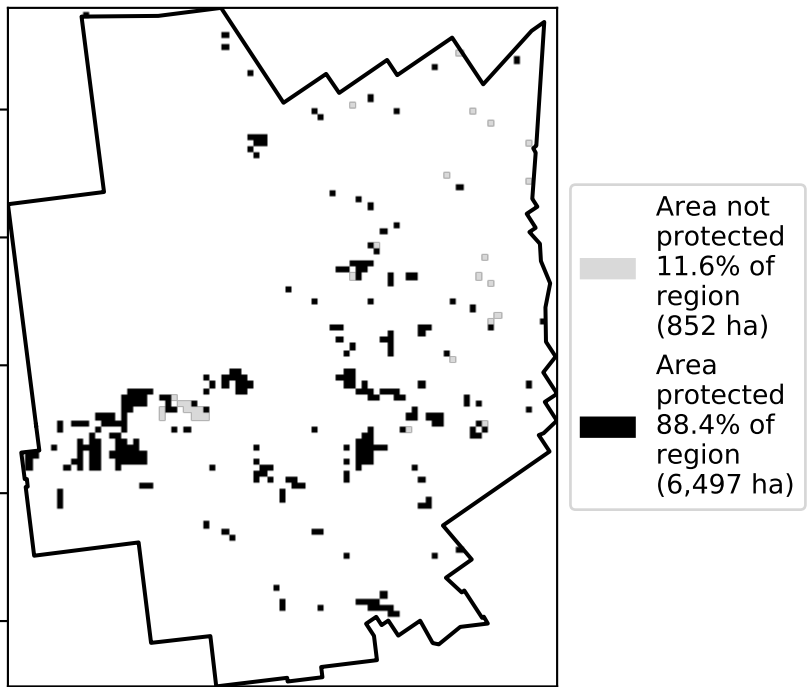 Area not
protected
11.6% of
region
(852 ha)
Area
protected
88.4% of
region
(6,497 ha)